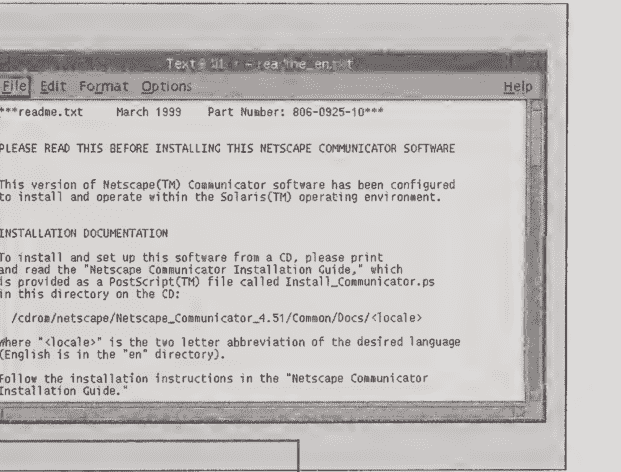 File Edit Format Options Help
***readme.txt March 1999 Part Number: 806-0925-10***
PLEASE READ THIS BEFORE INSTALLING THIS NETSCAPE COMMUNICATOR SOFTWARE
This version of Netscape(TM) Communicator software has been configured
to install and operate within the Solaris(TM) operating environment.
INSTALLATION DOCUMENTATION
To install and set up this software from a CD, please print
and read the "Netscape Communicator Installation Guide," which
is provided as a PostScript(TM) file called Install_Communicator.ps
in this directory on the CD:
/cdrom/netscape/Netscape_Communicator_4.51/Common/Docs/<locale>
where "<locale>" is the two letter abbreviation of the desired language
(English is in the "en" directory).
Follow the installation instructions in the "Netscape Communicator
Installation Guide."